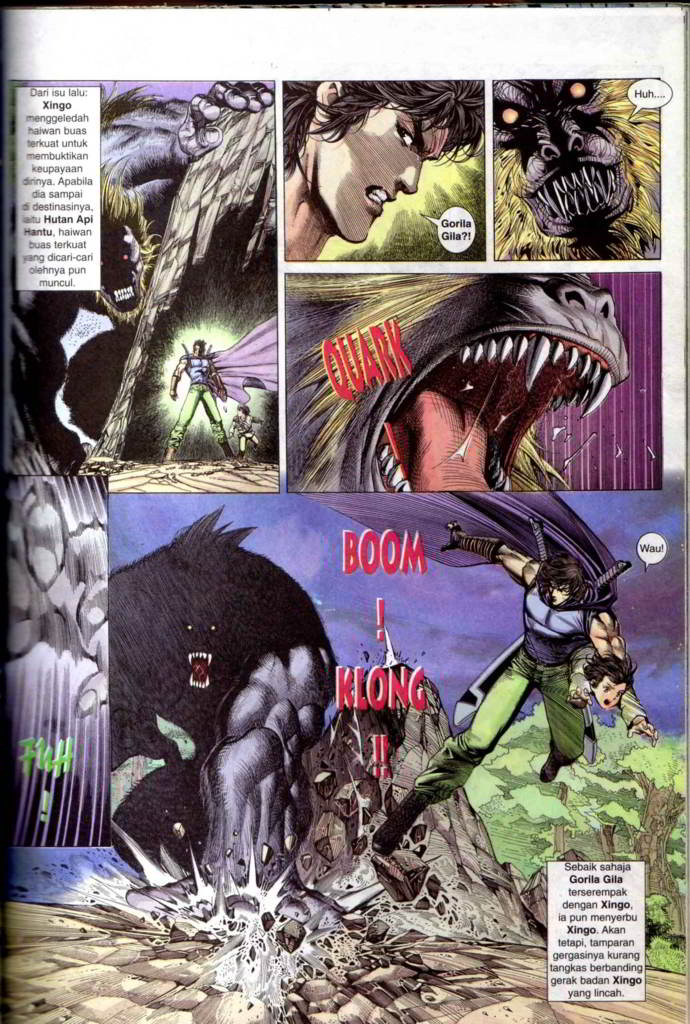 Dari isu lalu:
Xingo
menggeledah
haiwan buas
terkuat untuk
membuktikan
keupayaan
dirinya. Apabila
dia sampai
di destinasinya,
iaitu Hutan Api
Hantu, haiwan
buas terkuat
yang dicari-cari
olehnya pun
muncul.
Gorila
Gila?!
Huh....
QUARK
FUH
!
BOOM
!
KLONG
!!
Wau!
Sebaik sahaja
Gorila Gila
terserempak
dengan Xingo,
ia pun menyerbu
Xingo. Akan
tetapi, tamparan
gergasinya kurang
tangkas berbanding
gerak badan Xingo
yang lincah.